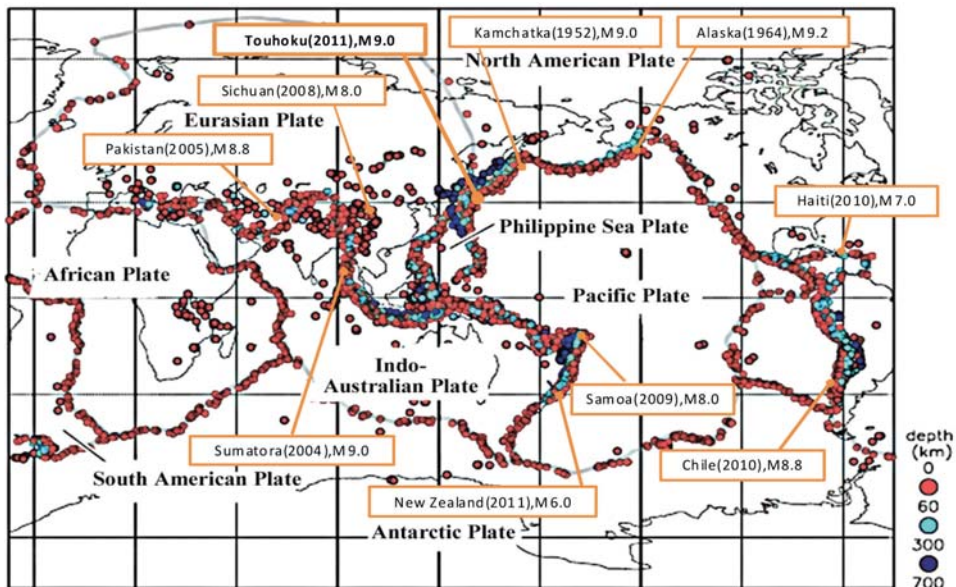 Touhoku(2011),M9.0
Kamchatka(1952),M9.0
Alaska(1964),M9.2
North American Plate
Sichuan(2008),M8.0
Eurasian Plate
Pakistan(2005),M8.8
Haiti(2010),M7.0
Philippine Sea Plate
African Plate
Pacific Plate
Indo-
Australian Plate
Samoa(2009),M8.0
Sumatora(2004),M9.0
Chile(2010),M8.8
South American Plate
New Zealand(2011),M6.0
Antarctic Plate
depth
(km)
0
60
300
700